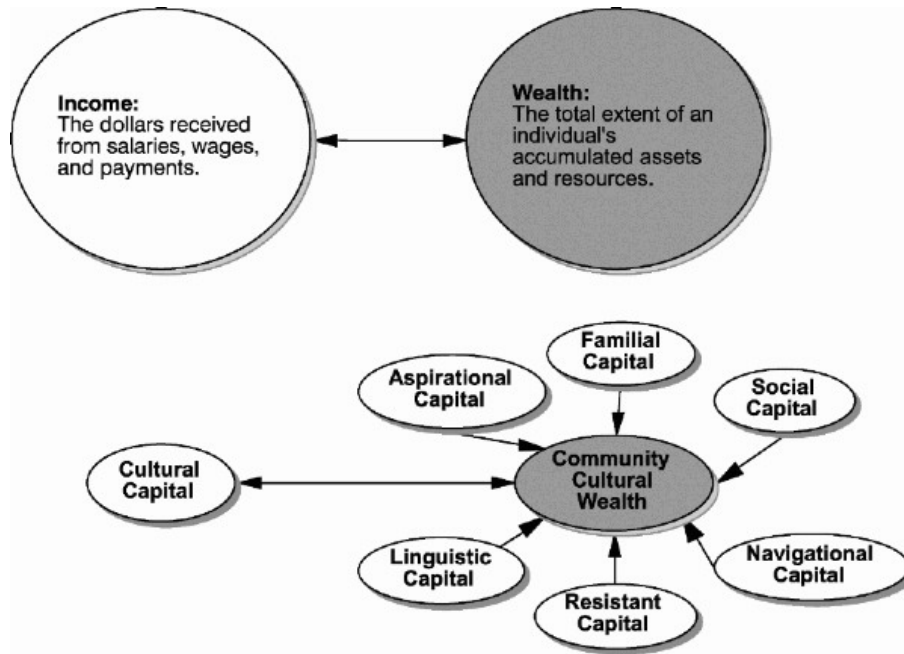 Income:
The dollars received
from salaries, wages,
and payments.
Wealth:
The total extent of an
individual's
accumulated assets
and resources.
Familial
Capital
Aspirational
Capital
Social
Capital
Cultural
Capital
Community
Cultural
Wealth
Linguistic
Capital
Resistant
Capital
Navigational
Capital